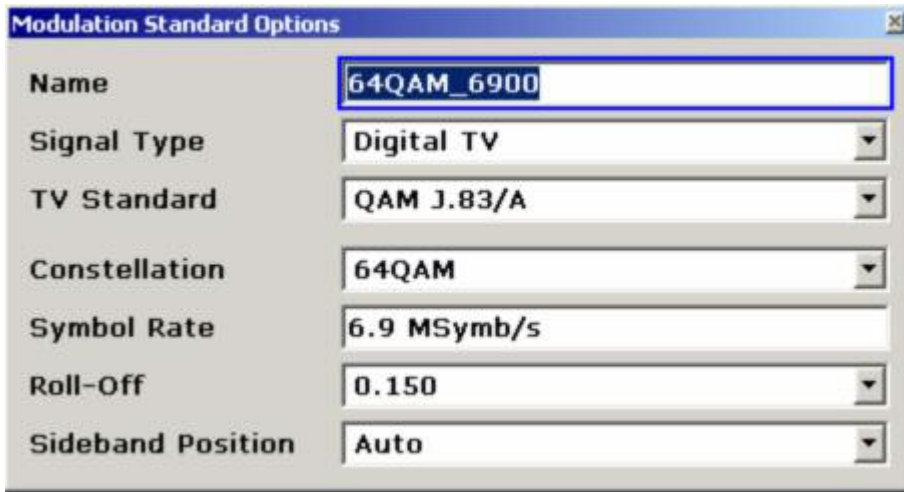 Modulation Standard Options
Name 64QAM_6900
Signal Type Digital TV
TV Standard QAM J.83/A
Constellation 64QAM
Symbol Rate 6.9 MSymb/s
Roll-Off 0.150
Sideband Position Auto